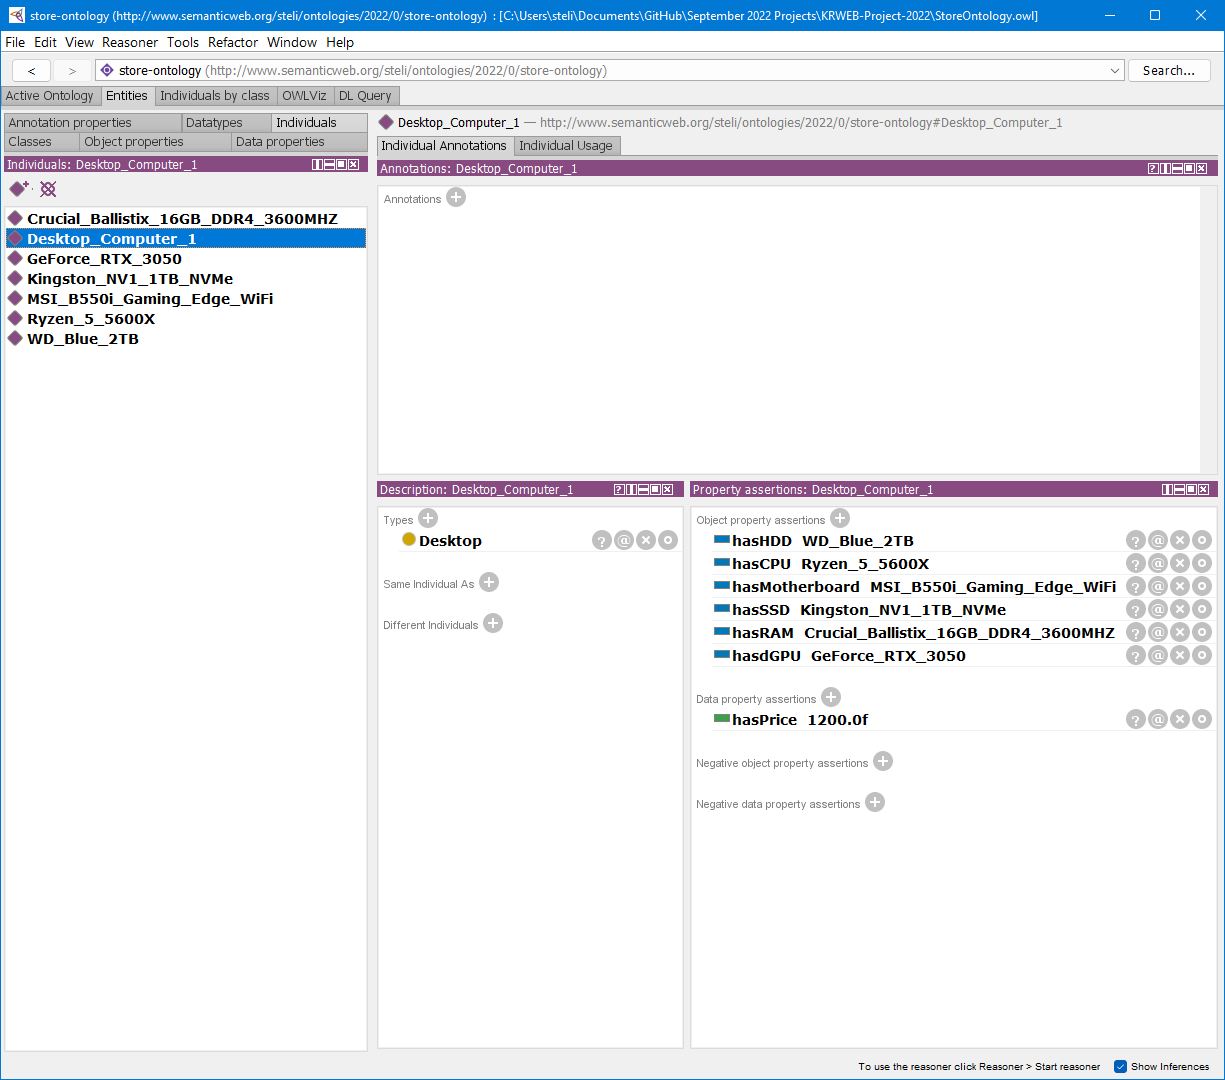 store-ontology (http://www.semanticweb.org/steli/ontologies/2022/0/store-ontology) : [C:\Users\steli\Documents\GitHub\September 2022 Projects\KRWEB-Project-2022\StoreOntology.owl]
File Edit View Reasoner Tools Refactor Window Help
< > store-ontology (http://www.semanticweb.org/steli/ontologies/2022/0/store-ontology) Search...
Active Ontology Entities Individuals by class OWLViz DL Query
Annotation properties Datatypes Individuals
Classes Object properties Data properties
Individuals: Desktop_Computer_1
Crucial_Ballistix_16GB_DDR4_3600MHZ
Desktop_Computer_1
GeForce_RTX_3050
Kingston_NV1_1TB_NVMe
MSI_B550i_Gaming_Edge_WiFi
Ryzen_5_5600X
WD_Blue_2TB
Desktop_Computer_1 — http://www.semanticweb.org/steli/ontologies/2022/0/store-ontology#Desktop_Computer_1
Individual Annotations Individual Usage
Annotations: Desktop_Computer_1
Annotations
Description: Desktop_Computer_1
Types
Desktop
Same Individual As
Different Individuals
Property assertions: Desktop_Computer_1
Object property assertions
hasHDD WD_Blue_2TB
hasCPU Ryzen_5_5600X
hasMotherboard MSI_B550i_Gaming_Edge_WiFi
hasSSD Kingston_NV1_1TB_NVMe
hasRAM Crucial_Ballistix_16GB_DDR4_3600MHZ
hasdGPU GeForce_RTX_3050
Data property assertions
hasPrice 1200.0f
Negative object property assertions
Negative data property assertions
To use the reasoner click Reasoner > Start reasoner Show Inferences